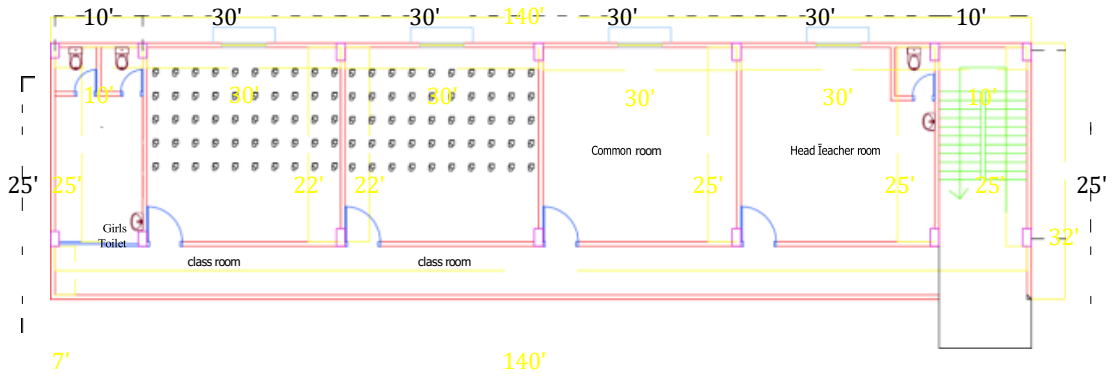 10' 30' 140' 30' 30' 10'
10' 30' 30' 30' 30' 10'
Common room
Head Teacher room
25' 25' 22' 22' 25' 25' 25' 25'
Girls
Toilet
32'
class room
class room
7' 140'